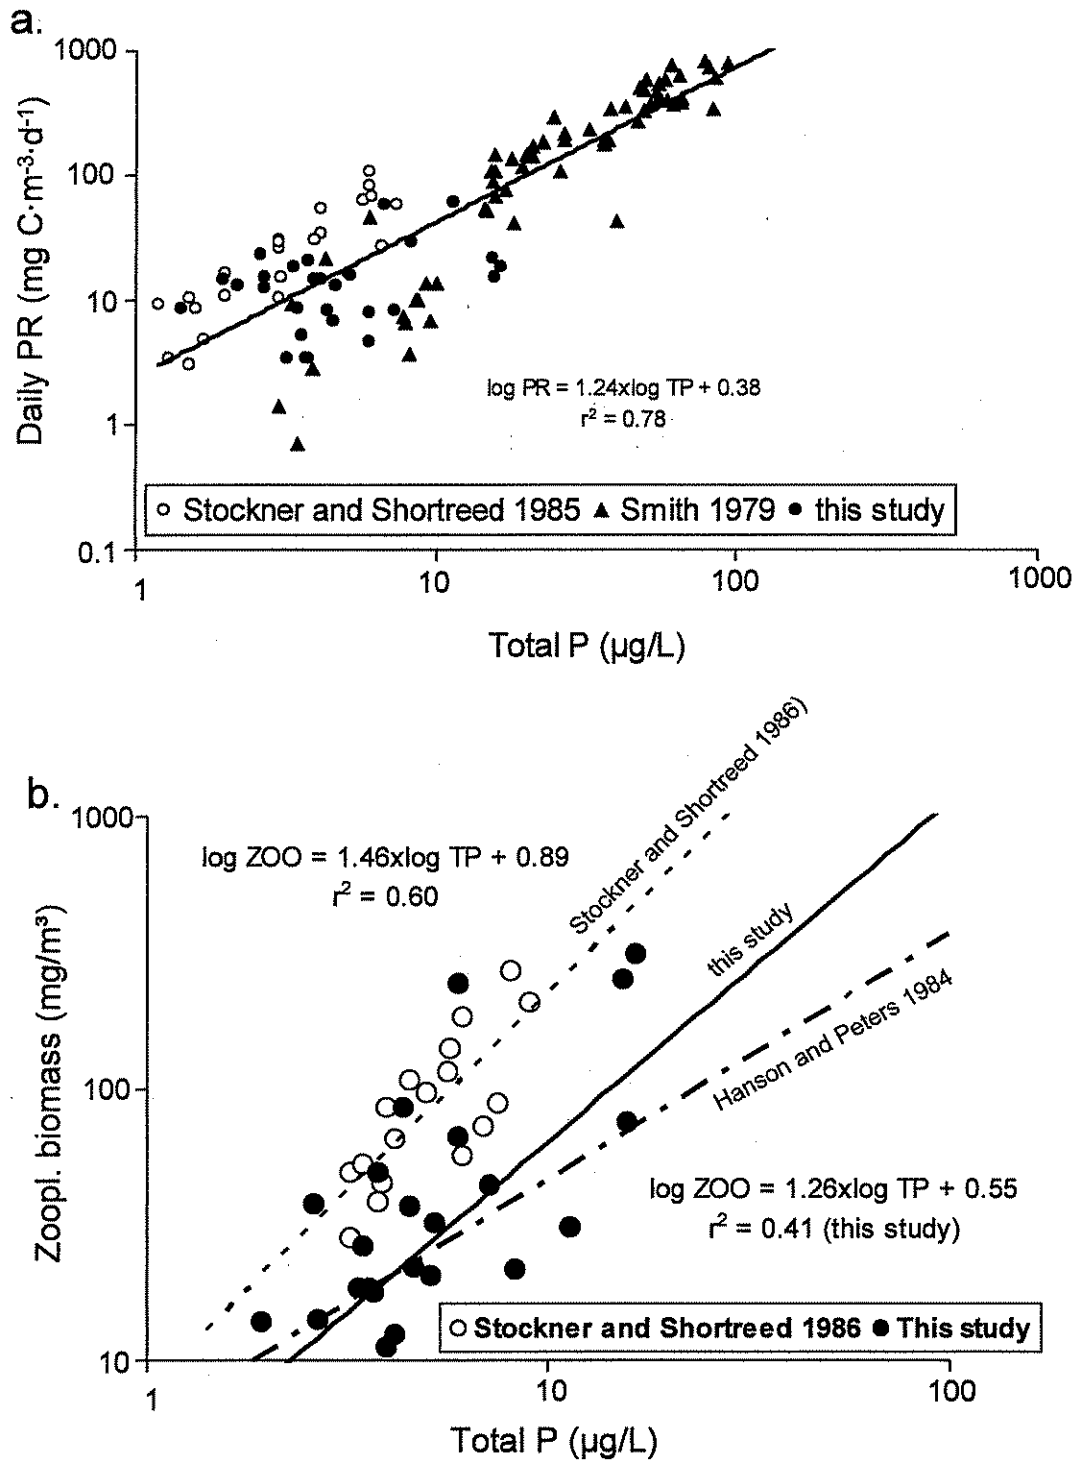 a.
1000
100
10
1
0.1
Daily PR (mg C·m⁻³·d⁻¹)
log PR = 1.24xlog TP + 0.38
r² = 0.78
○ Stockner and Shortreed 1985 ▲ Smith 1979 ● this study
1 10 100 1000
Total P (µg/L)
b.
1000
100
10
Zoopl. biomass (mg/m³)
log ZOO = 1.46xlog TP + 0.89
r² = 0.60
Stockner and Shortreed 1986)
this study
Hanson and Peters 1984
log ZOO = 1.26xlog TP + 0.55
r² = 0.41 (this study)
○ Stockner and Shortreed 1986 ● This study
1 10 100
Total P (µg/L)